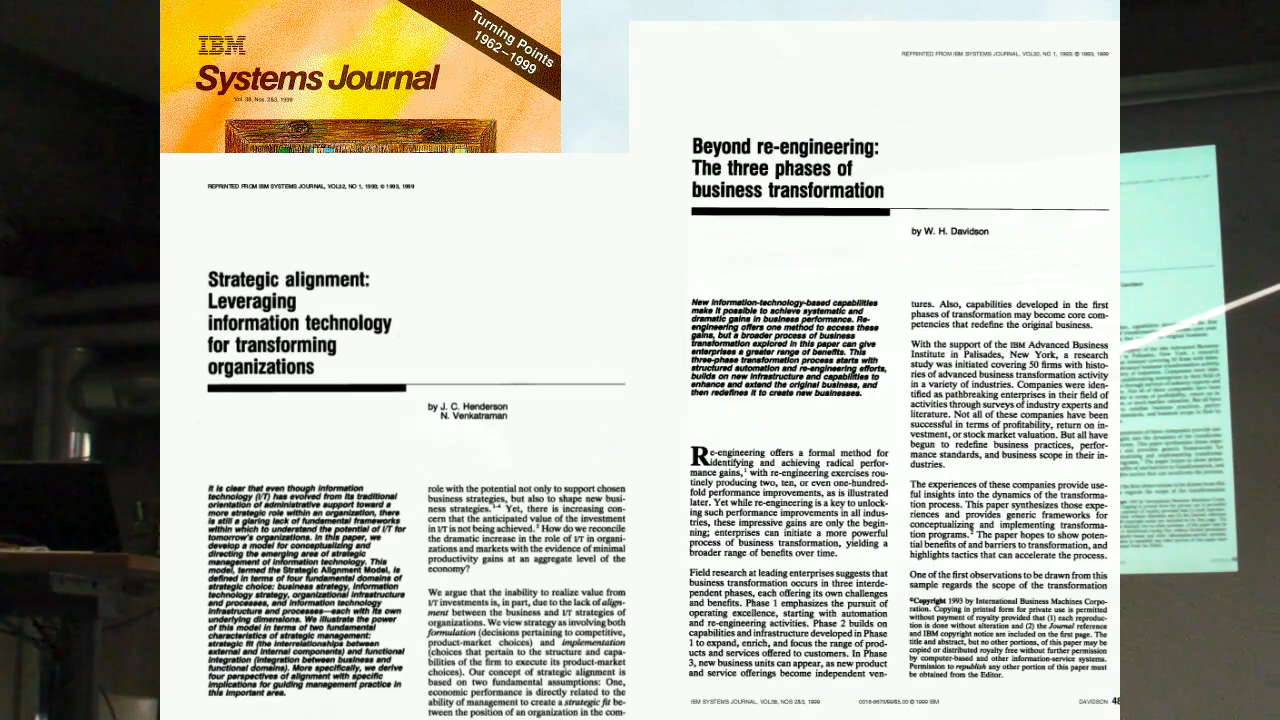 Turning Points
1962–1999
IBM
Systems Journal
Vol. 38, Nos. 2&3, 1999
REPRINTED FROM IBM SYSTEMS JOURNAL, VOL32, NO 1, 1993; © 1993, 1999
Strategic alignment:
Leveraging
information technology
for transforming
organizations
by J. C. Henderson
N. Venkatraman
It is clear that even though information
technology (I/T) has evolved from its traditional
orientation of administrative support toward a
more strategic role within an organization, there
is still a glaring lack of fundamental frameworks
within which to understand the potential of I/T for
tomorrow's organizations. In this paper, we
develop a model for conceptualizing and
directing the emerging area of strategic
management of information technology. This
model, termed the Strategic Alignment Model, is
defined in terms of four fundamental domains of
strategic choice: business strategy, information
technology strategy, organizational infrastructure
and processes, and information technology
infrastructure and processes—each with its own
underlying dimensions. We illustrate the power
of this model in terms of two fundamental
characteristics of strategic management:
strategic fit (the interrelationships between
external and internal components) and functional
integration (integration between business and
functional domains). More specifically, we derive
four perspectives of alignment with specific
implications for guiding management practice in
this important area.
role with the potential not only to support chosen
business strategies, but also to shape new busi-
ness strategies.¹⁻⁴ Yet, there is increasing con-
cern that the anticipated value of the investment
in I/T is not being achieved.⁵ How do we reconcile
the dramatic increase in the role of I/T in organi-
zations and markets with the evidence of minimal
productivity gains at an aggregate level of the
economy?
We argue that the inability to realize value from
I/T investments is, in part, due to the lack of align-
ment between the business and I/T strategies of
organizations. We view strategy as involving both
formulation (decisions pertaining to competitive,
product-market choices) and implementation
(choices that pertain to the structure and capa-
bilities of the firm to execute its product-market
choices). Our concept of strategic alignment is
based on two fundamental assumptions: One,
economic performance is directly related to the
ability of management to create a strategic fit be-
tween the position of an organization in the com-
REPRINTED FROM IBM SYSTEMS JOURNAL, VOL32, NO 1, 1993; © 1993, 1999
Beyond re-engineering:
The three phases of
business transformation
by W. H. Davidson
New information-technology-based capabilities
make it possible to achieve systematic and
dramatic gains in business performance. Re-
engineering offers one method to access these
gains, but a broader process of business
transformation explored in this paper can give
enterprises a greater range of benefits. This
three-phase transformation process starts with
structured automation and re-engineering efforts,
builds on new infrastructure and capabilities to
enhance and extend the original business, and
then redefines it to create new businesses.
Re-engineering offers a formal method for
identifying and achieving radical perfor-
mance gains,¹ with re-engineering exercises rou-
tinely producing two, ten, or even one-hundred-
fold performance improvements, as is illustrated
later. Yet while re-engineering is a key to unlock-
ing such performance improvements in all indus-
tries, these impressive gains are only the begin-
ning; enterprises can initiate a more powerful
process of business transformation, yielding a
broader range of benefits over time.
Field research at leading enterprises suggests that
business transformation occurs in three interde-
pendent phases, each offering its own challenges
and benefits. Phase 1 emphasizes the pursuit of
operating excellence, starting with automation
and re-engineering activities. Phase 2 builds on
capabilities and infrastructure developed in Phase
1 to expand, enrich, and focus the range of prod-
ucts and services offered to customers. In Phase
3, new business units can appear, as new product
and service offerings become independent ven-
tures. Also, capabilities developed in the first
phases of transformation may become core com-
petencies that redefine the original business.
With the support of the IBM Advanced Business
Institute in Palisades, New York, a research
study was initiated covering 50 firms with histo-
ries of advanced business transformation activity
in a variety of industries. Companies were iden-
tified as pathbreaking enterprises in their field of
activities through surveys of industry experts and
literature. Not all of these companies have been
successful in terms of profitability, return on in-
vestment, or stock market valuation. But all have
begun to redefine business practices, perfor-
mance standards, and business scope in their in-
dustries.
The experiences of these companies provide use-
ful insights into the dynamics of the transforma-
tion process. This paper synthesizes those expe-
riences and provides generic frameworks for
conceptualizing and implementing transforma-
tion programs.² The paper hopes to show poten-
tial benefits of and barriers to transformation, and
highlights tactics that can accelerate the process.
One of the first observations to be drawn from this
sample regards the scope of the transformation
©Copyright 1993 by International Business Machines Corpo-
ration. Copying in printed form for private use is permitted
without payment of royalty provided that (1) each reproduc-
tion is done without alteration and (2) the Journal reference
and IBM copyright notice are included on the first page. The
title and abstract, but no other portions, of this paper may be
copied or distributed royalty free without further permission
by computer-based and other information-service systems.
Permission to republish any other portion of this paper must
be obtained from the Editor.
IBM SYSTEMS JOURNAL, VOL38, NOS 2&3, 1999
0018-8670/99/$5.00 © 1999 IBM
DAVIDSON 48